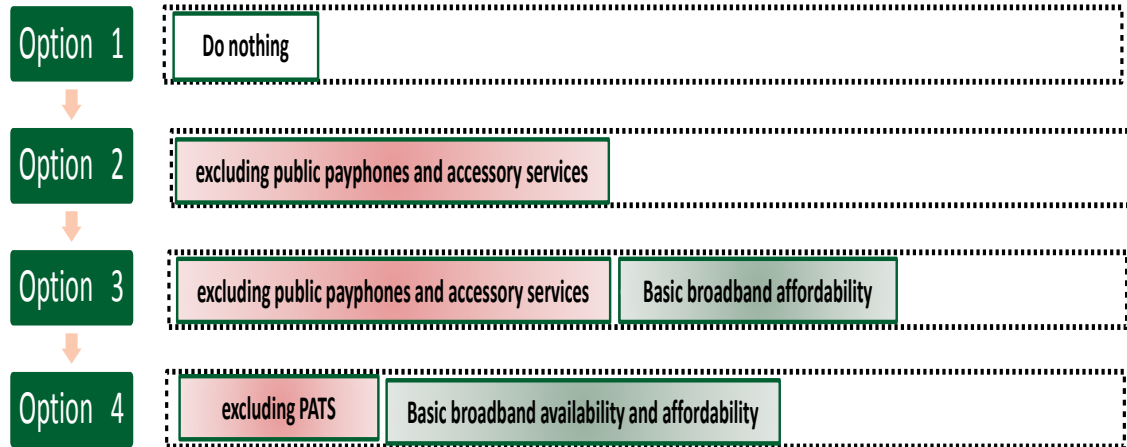 Option 1
Do nothing
Option 2
excluding public payphones and accessory services
Option 3
excluding public payphones and accessory services
Basic broadband affordability
Option 4
excluding PATS
Basic broadband availability and affordability